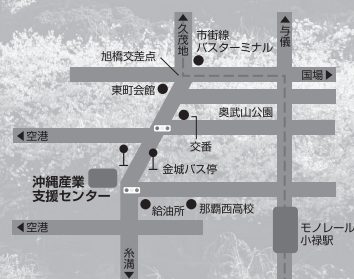 ▲久茂地
市街線
バスターミナル
▲与儀
旭橋交差点
国場▶
東町会館
奥武山公園
◀空港
交番
金城バス停
沖縄産業
支援センター
給油所
那覇西高校
◀空港
モノレール
小禄駅
糸満▼